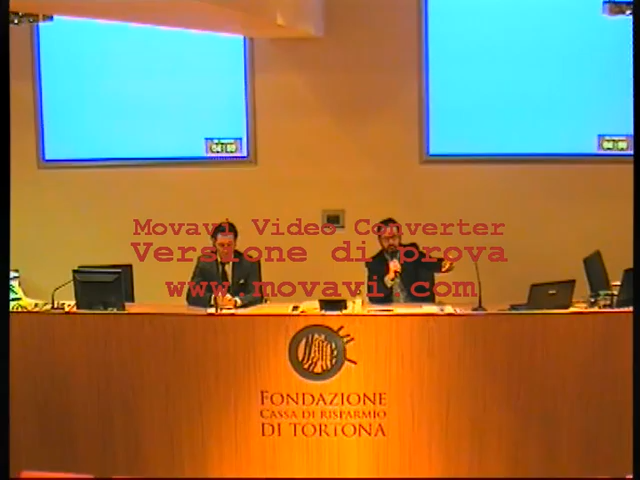 Movavi Video Converter
Versione di prova
www.movavi.com
FONDAZIONE
CASSA DI RISPARMIO
DI TORTONA